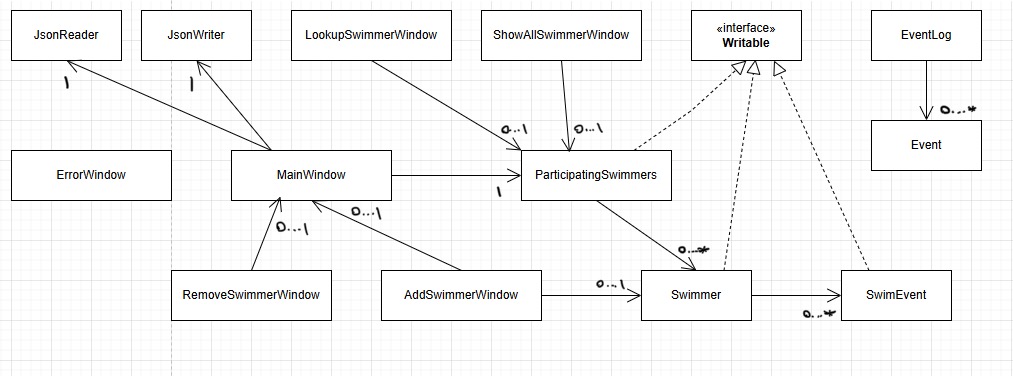 JsonReader
JsonWriter
LookupSwimmerWindow
ShowAllSwimmerWindow
«interface»
Writable
EventLog
1
1
0...*
0...1
0...1
Event
ErrorWindow
MainWindow
ParticipatingSwimmers
1
0...1
0...1
0...*
RemoveSwimmerWindow
AddSwimmerWindow
0...1
Swimmer
SwimEvent
0...*